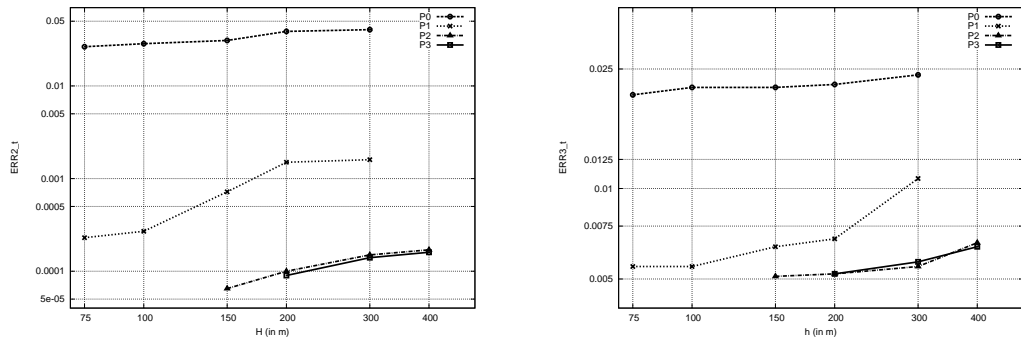 0.05
0.01
0.005
0.001
0.0005
0.0001
5e-05
ERR2_t
75 100 150 200 300 400
H (in m)
P0
P1
P2
P3
0.025
0.0125
0.01
0.0075
0.005
ERR3_t
75 100 150 200 300 400
h (in m)
P0
P1
P2
P3